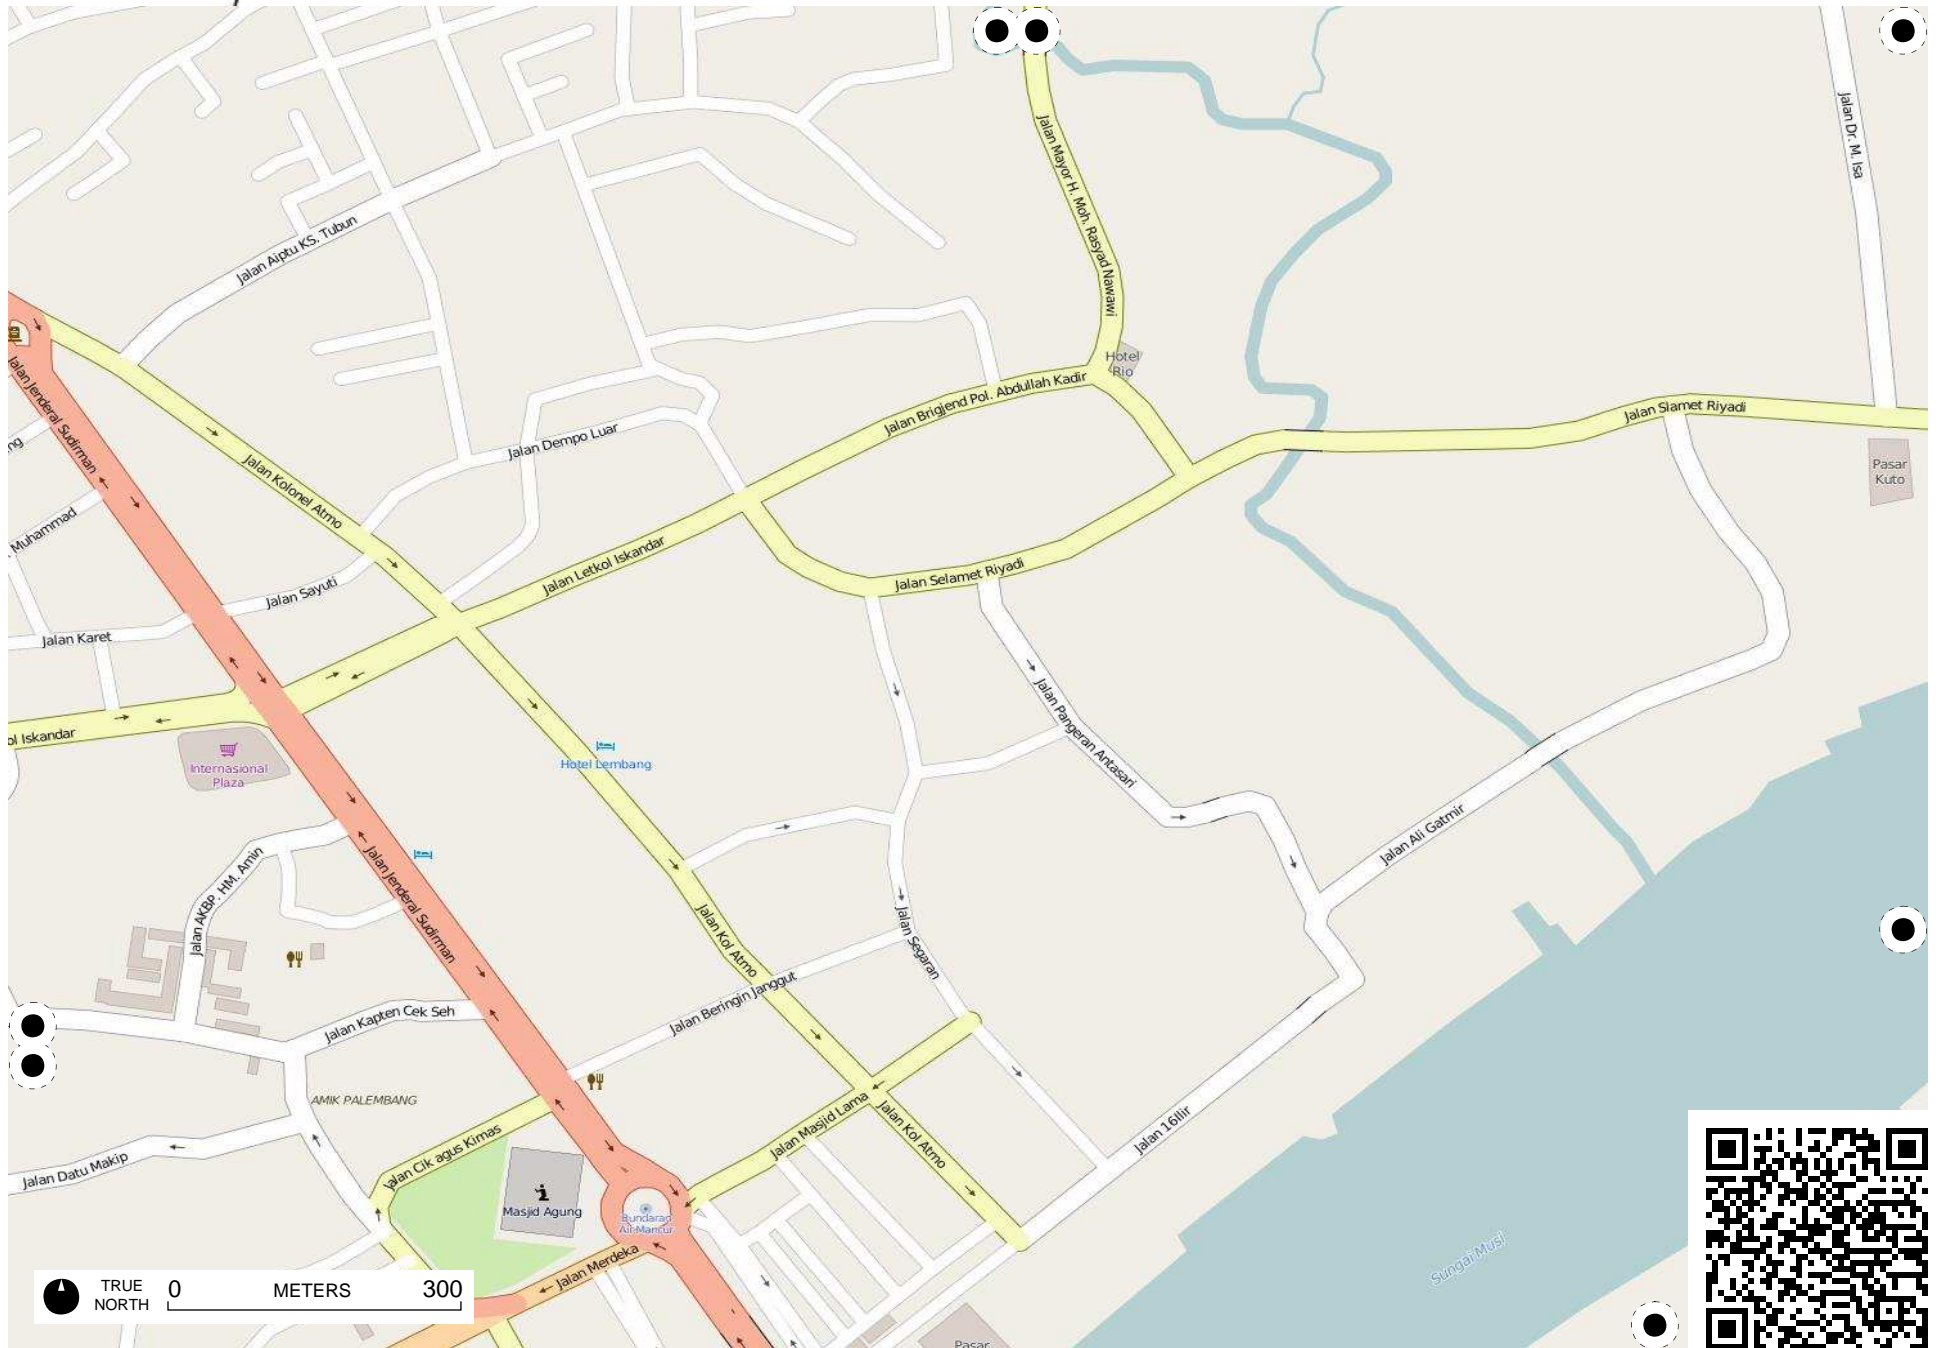 Jalan Dr. M. Isa
Jalan Mayor H. Moh. Rasyad Nawawi
Jalan Aiptu KS. Tubun
Hotel
Rio
Jalan Jenderal Sudirman
Jalan Brigjend Pol. Abdullah Kadir
Jalan Slamet Riyadi
Jalan Dempo Luar
Jalan Kolonel Atmo
Pasar
Kuto
Muhammad
Jalan Letkol Iskandar
Jalan Selamet Riyadi
Jalan Sayuti
Jalan Karet
ol Iskandar
Jalan Pangeran Antasari
Internasional
Plaza
Hotel Lembang
Jalan Ali Gatmir
Jalan AKBP. HM. Amin
Jalan Jenderal Sudirman
Jalan Kol Atmo
Jalan Segaran
Jalan Beringin Janggut
Jalan Kapten Cek Seh
AMIK PALEMBANG
Jalan Masjid Lama
Jalan Kol Atmo
Jalan 16Ilir
Jalan Cik agus Kimas
Jalan Datu Makip
Masjid Agung
Bundaran
Air Mancur
Jalan Merdeka
Sungai Musi
TRUE
NORTH
0 METERS 300
Pasar